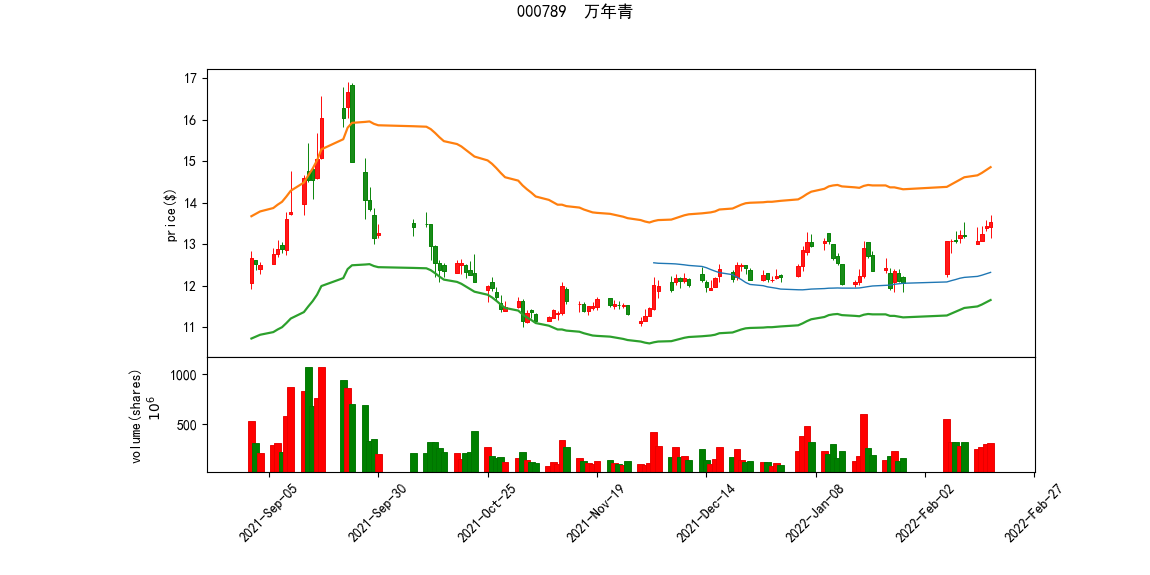 000789 万年青
price($)
17
16
15
14
13
12
11
volume(shares)
10^6
1000
500
2021-Sep-05
2021-Sep-30
2021-Oct-25
2021-Nov-19
2021-Dec-14
2022-Jan-08
2022-Feb-02
2022-Feb-27